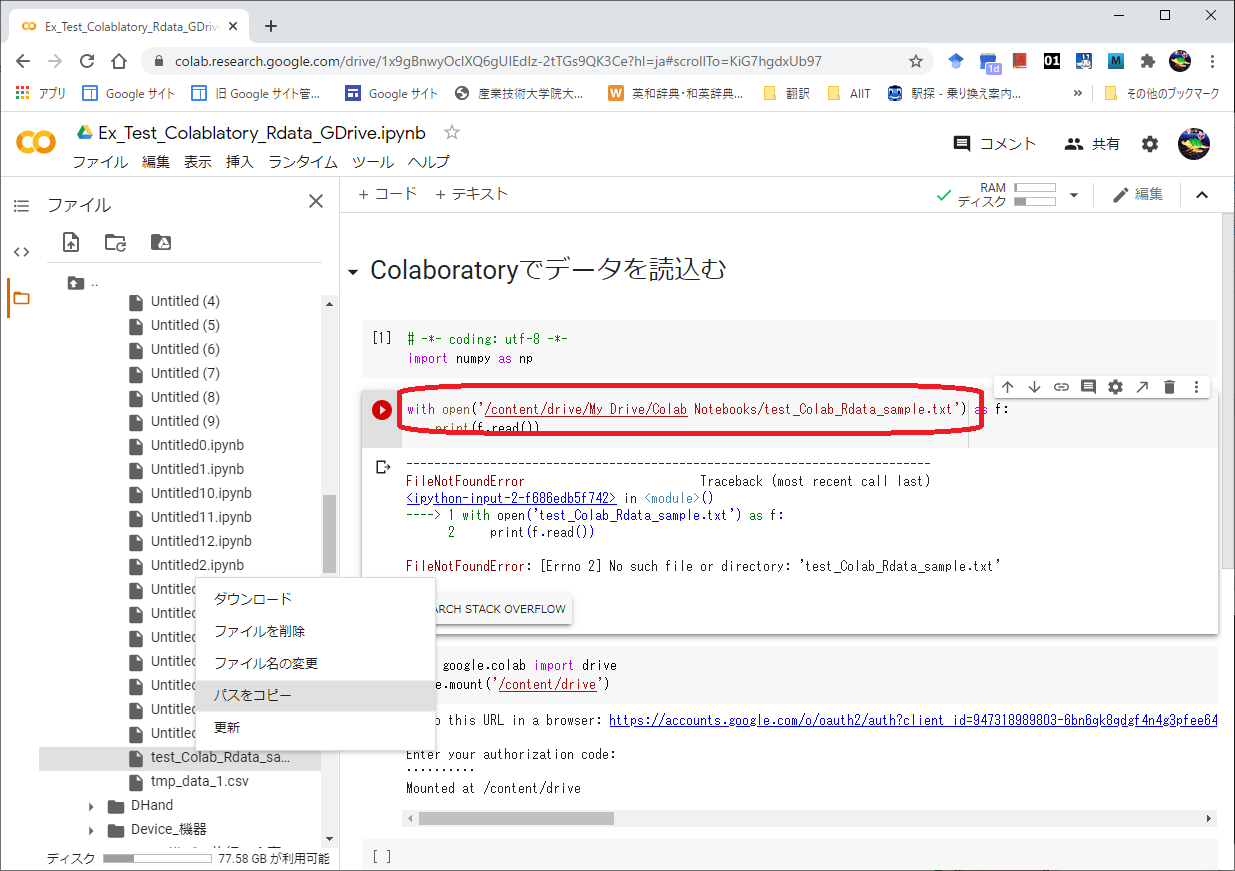 Ex_Test_Colablatory_Rdata_GDriv
colab.research.google.com/drive/1x9gBnwyOclXQ6gUIEdIz-2tTGs9QK3Ce?hl=ja#scrollTo=KiG7hgdxUb97
1d
01
M
アプリ
Google サイト
旧 Google サイト管...
Google サイト
産業技術大学院大...
W
英和辞典・和英辞典...
翻訳
AIIT
駅探 - 乗り換え案内...
»
その他のブックマーク
Ex_Test_Colablatory_Rdata_GDrive.ipynb
ファイル 編集 表示 挿入 ランタイム ツール ヘルプ
コメント
共有
ファイル
+ コード + テキスト
RAM
ディスク
編集
..
Untitled (4)
Untitled (5)
Untitled (6)
Untitled (7)
Untitled (8)
Untitled (9)
Untitled0.ipynb
Untitled1.ipynb
Untitled10.ipynb
Untitled11.ipynb
Untitled12.ipynb
Untitled2.ipynb
Untitle
Untitle
Untitle
Untitle
Untitle
Untitle
Untitle
test_Colab_Rdata_sa...
tmp_data_1.csv
DHand
Device_機器
ディスク 77.58 GB が利用可能
ダウンロード
ファイルを削除
ファイル名の変更
パスをコピー
更新
Colaboratoryでデータを読込む
[1] # -*- coding: utf-8 -*-
import numpy as np
with open('/content/drive/My Drive/Colab Notebooks/test_Colab_Rdata_sample.txt') as f:
print(f.read())
---------------------------------------------------------------------------
FileNotFoundError Traceback (most recent call last)
<ipython-input-2-f686edb5f742> in <module>()
----> 1 with open('test_Colab_Rdata_sample.txt') as f:
2 print(f.read())
FileNotFoundError: [Errno 2] No such file or directory: 'test_Colab_Rdata_sample.txt'
ARCH STACK OVERFLOW
google.colab import drive
e.mount('/content/drive')
o this URL in a browser: https://accounts.google.com/o/oauth2/auth?client_id=947318989803-6bn6qk8qdgf4n4g3pfee64
Enter your authorization code:
··········
Mounted at /content/drive
[ ]